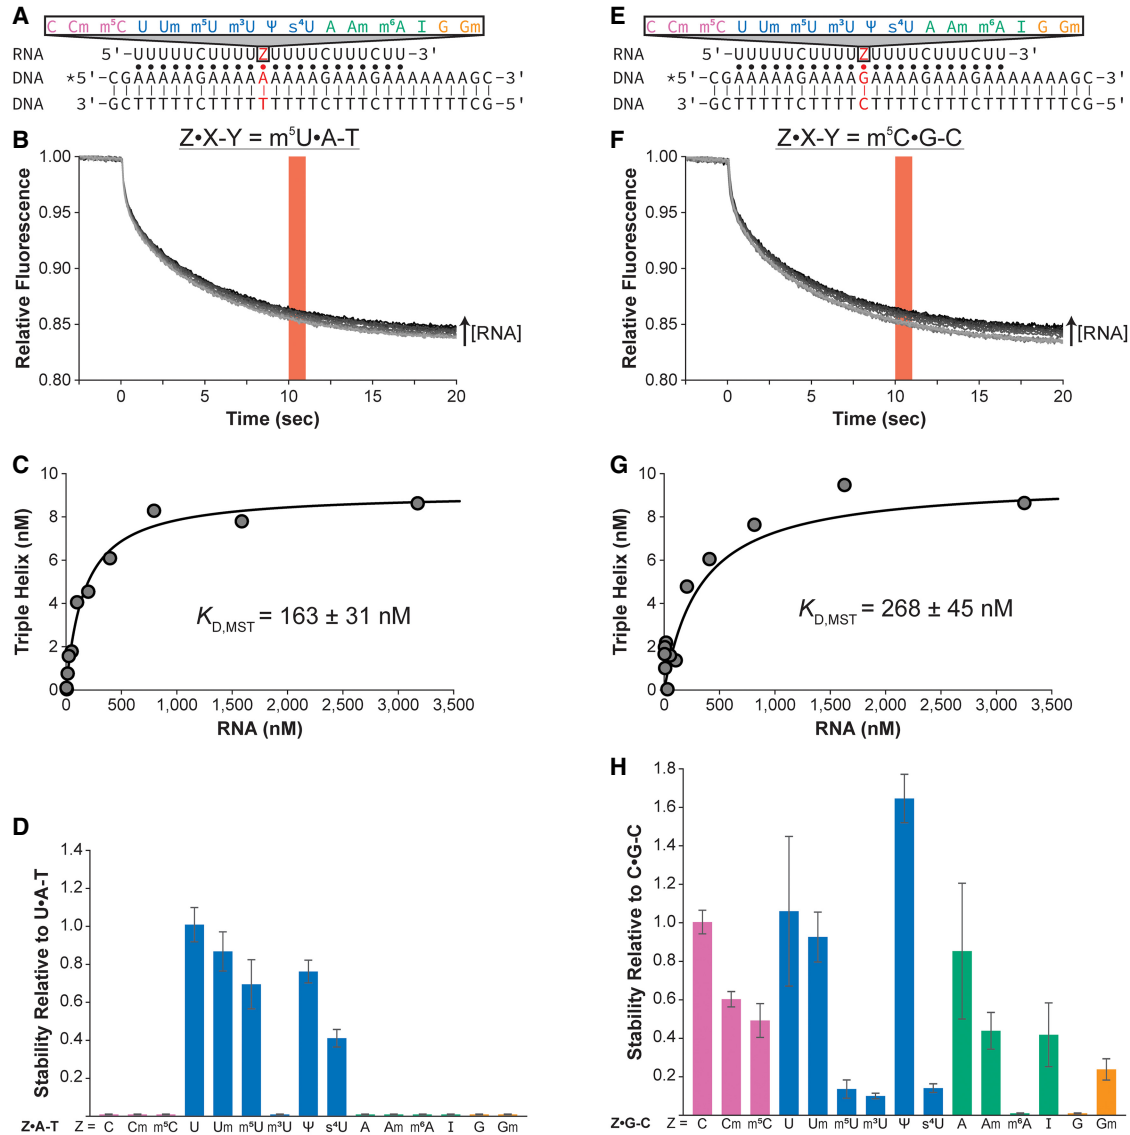 A
C Cm m⁵C U Um m⁵U m³U Ψ s⁴U A Am m⁶A I G Gm
RNA 5'-UUUUUCUUUUZUUUUUCUUUCUU-3'
DNA *5'-CGAAAAAGAAAAAAAAAAGAAAGAAAAAAAGC-3'
DNA 3'-GCTTTTTCTTTTTTTTTTCTTTCTTTTTTTCG-5'
B
Z•X-Y = m⁵U•A-T
Relative Fluorescence
1.00
0.95
0.90
0.85
0.80
[RNA]
0 5 10 15 20
Time (sec)
C
Triple Helix (nM)
10
8
6
4
2
0
K D,MST = 163 ± 31 nM
0 500 1,000 1,500 2,000 2,500 3,000 3,500
RNA (nM)
D
Stability Relative to U•A-T
1.4
1.2
1.0
0.8
0.6
0.4
0.2
Z•A-T Z = C Cm m⁵C U Um m⁵U m³U Ψ s⁴U A Am m⁶A I G Gm
E
C Cm m⁵C U Um m⁵U m³U Ψ s⁴U A Am m⁶A I G Gm
RNA 5'-UUUUUCUUUUZUUUUUCUUUCUU-3'
DNA *5'-CGAAAAAGAAAAGAAAAAGAAAGAAAAAAAGC-3'
DNA 3'-GCTTTTTCTTTTCTTTTTCTTTCTTTTTTTCG-5'
F
Z•X-Y = m⁵C•G-C
Relative Fluorescence
1.00
0.95
0.90
0.85
0.80
[RNA]
0 5 10 15 20
Time (sec)
G
Triple Helix (nM)
10
8
6
4
2
0
K D,MST = 268 ± 45 nM
0 500 1,000 1,500 2,000 2,500 3,000 3,500
RNA (nM)
H
Stability Relative to C•G-C
1.8
1.6
1.4
1.2
1.0
0.8
0.6
0.4
0.2
Z•G-C Z = C Cm m⁵C U Um m⁵U m³U Ψ s⁴U A Am m⁶A I G Gm